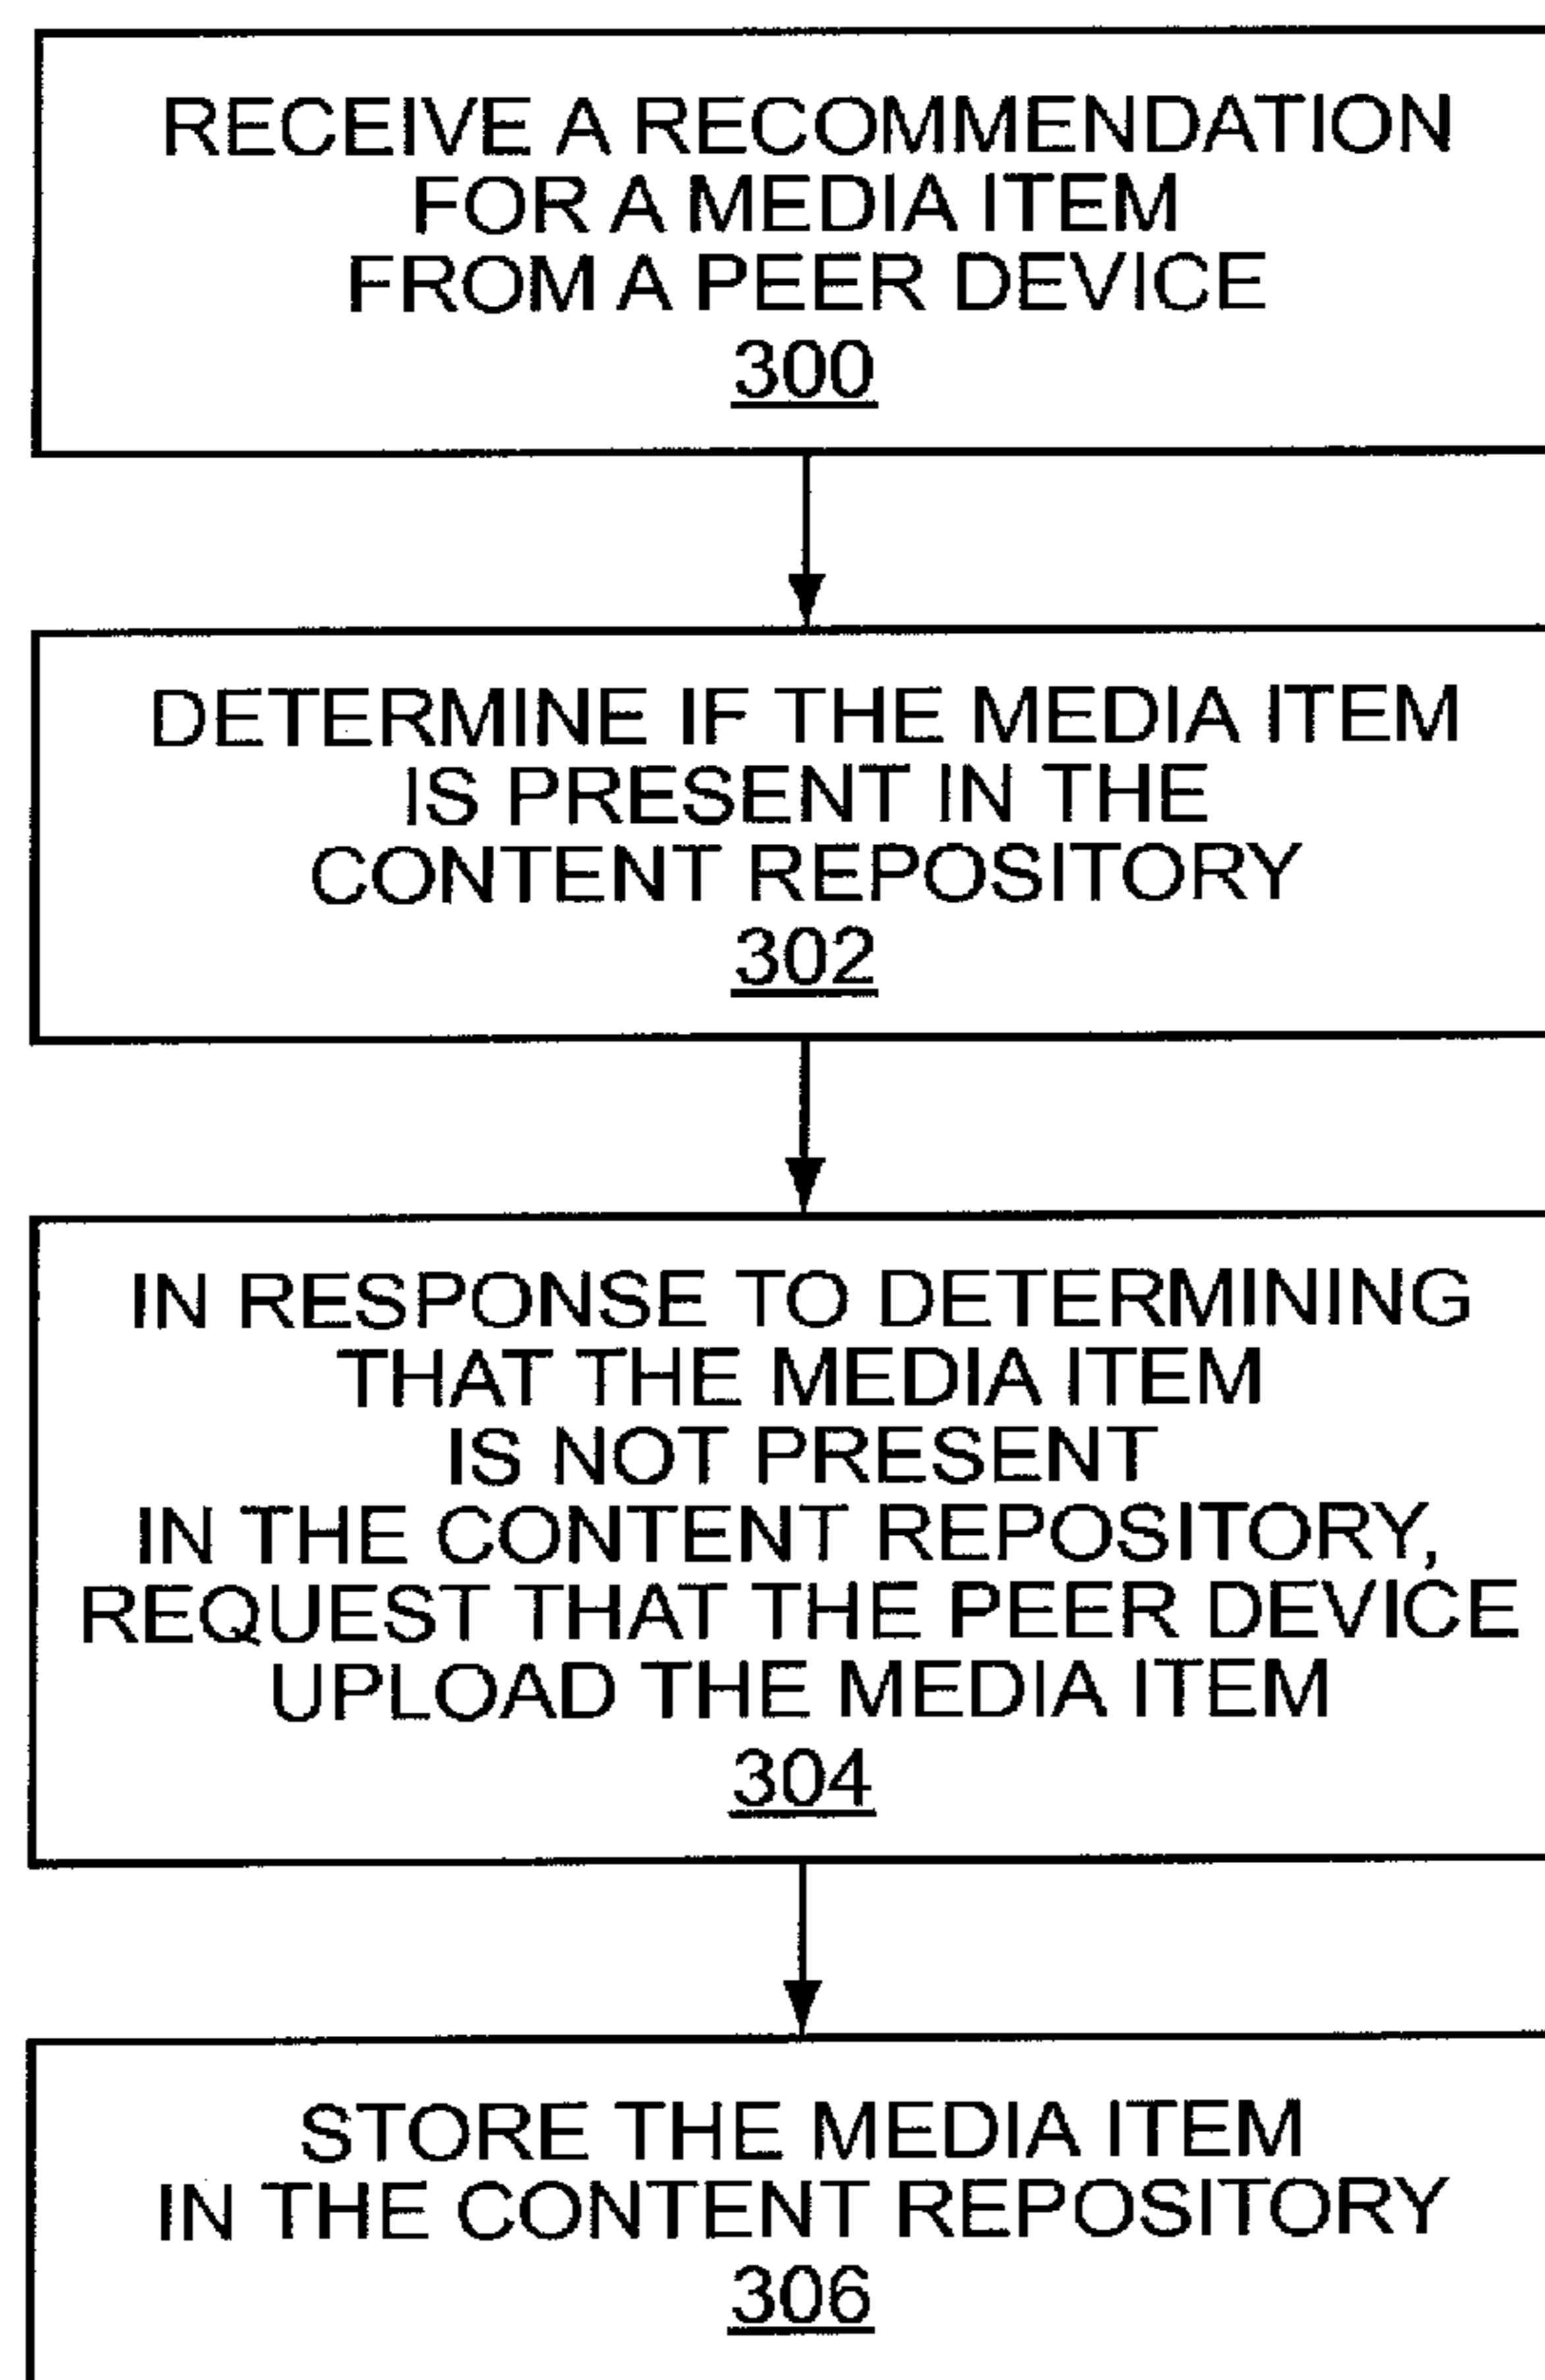 RECEIVE A RECOMMENDATION
FOR A MEDIA ITEM
FROM A PEER DEVICE
300
DETERMINE IF THE MEDIA ITEM
IS PRESENT IN THE
CONTENT REPOSITORY
302
IN RESPONSE TO DETERMINING
THAT THE MEDIA ITEM
IS NOT PRESENT
IN THE CONTENT REPOSITORY,
REQUEST THAT THE PEER DEVICE
UPLOAD THE MEDIA ITEM
304
STORE THE MEDIA ITEM
IN THE CONTENT REPOSITORY
306